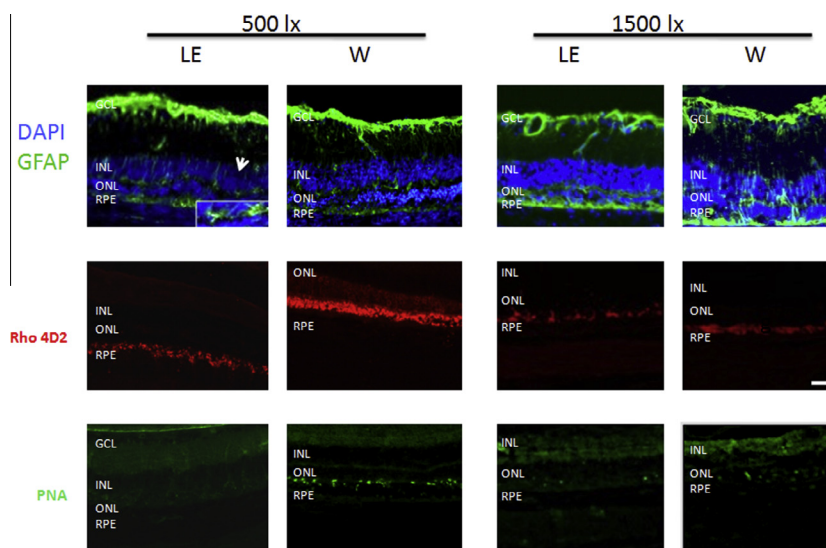 500 lx
1500 lx
LE
W
LE
W
DAPI
GFAP
GCL
INL
ONL
RPE
GCL
INL
ONL
RPE
GCL
INL
ONL
RPE
GCL
INL
ONL
RPE
Rho 4D2
INL
ONL
RPE
ONL
RPE
INL
ONL
RPE
INL
ONL
RPE
PNA
GCL
INL
ONL
RPE
INL
ONL
RPE
INL
ONL
RPE
INL
ONL
RPE